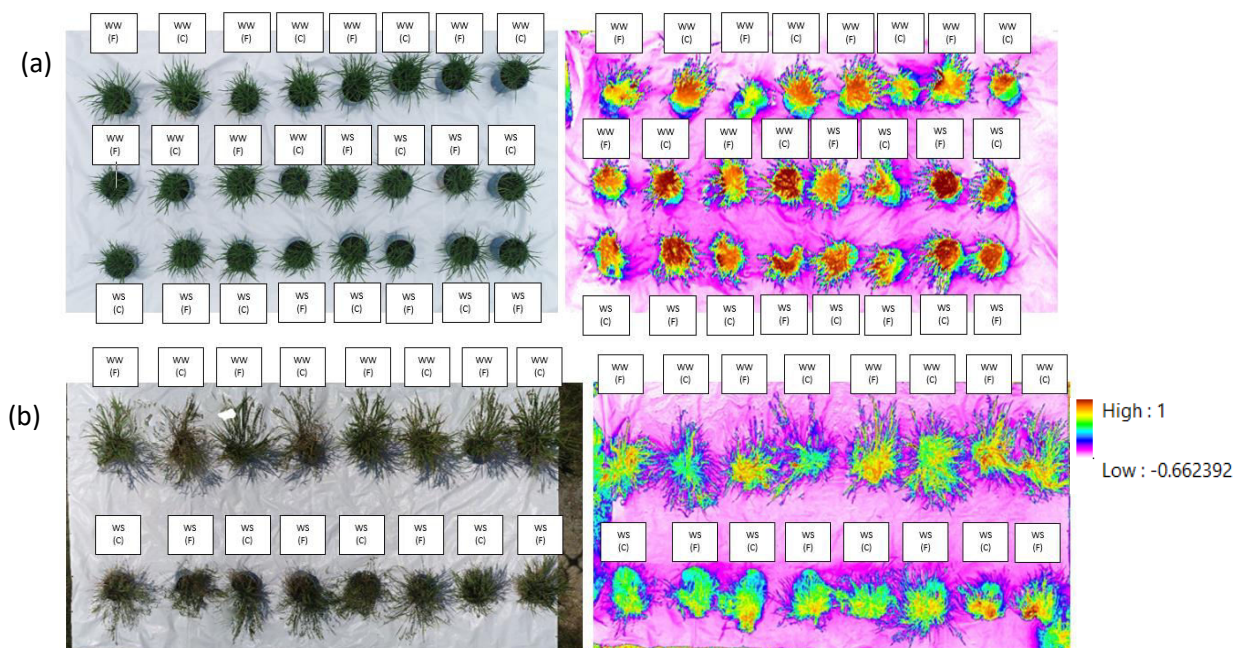 WW WW WW WW WW WW WW WW WW WW WW WW WW WW WW WW
(F) (C) (F) (C) (F) (C) (F) (C) (F) (C) (F) (C) (F) (C) (F) (C)
(a)
WW WW WW WW WS WS WS WS WW WW WW WW WS WS WS WS
(F) (C) (F) (C) (F) (C) (F) (C) (F) (C) (F) (C) (F) (C) (F) (C)
WS WS WS WS WS WS WS WS WS WS WS WS WS WS WS WS
(C) (F) (C) (F) (C) (F) (C) (F) (C) (F) (C) (F) (C) (F) (C) (F)
WW WW WW WW WW WW WW WW WW WW WW WW WW WW WW WW
(F) (C) (F) (C) (F) (C) (F) (C) (F) (C) (F) (C) (F) (C) (F) (C)
(b)
High : 1
Low : -0.662392
WS WS WS WS WS WS WS WS WS WS WS WS WS WS WS WS
(C) (F) (C) (F) (C) (F) (C) (F) (C) (F) (C) (F) (C) (F) (C) (F)